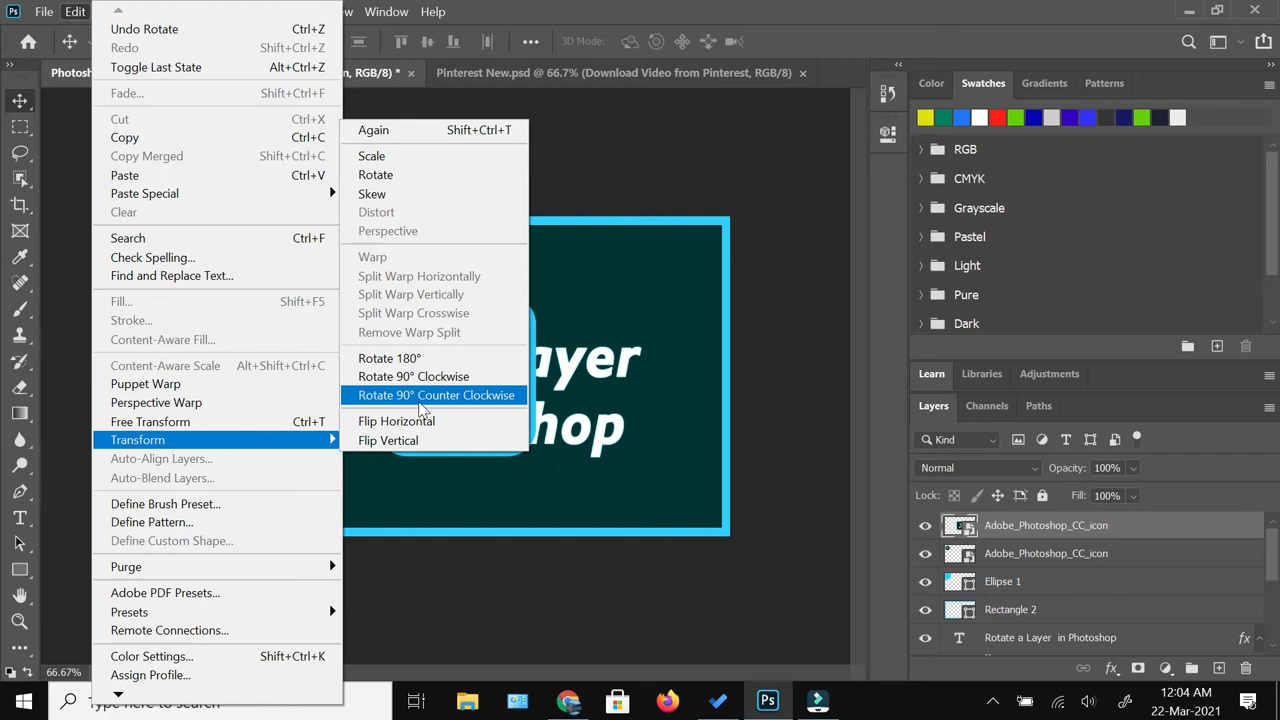 Ps File Edit ow Window Help
3D Mode:
Photosh on, RGB/8) * × Pinterest New.psd @ 66.7% (Download Video from Pinterest, RGB/8) ×
Undo Rotate Ctrl+Z
Redo Shift+Ctrl+Z
Toggle Last State Alt+Ctrl+Z
Fade... Shift+Ctrl+F
Cut Ctrl+X
Copy Ctrl+C
Copy Merged Shift+Ctrl+C
Paste Ctrl+V
Paste Special
Clear
Search Ctrl+F
Check Spelling...
Find and Replace Text...
Fill... Shift+F5
Stroke...
Content-Aware Fill...
Content-Aware Scale Alt+Shift+Ctrl+C
Puppet Warp
Perspective Warp
Free Transform Ctrl+T
Transform
Auto-Align Layers...
Auto-Blend Layers...
Define Brush Preset...
Define Pattern...
Define Custom Shape...
Purge
Adobe PDF Presets...
Presets
Remote Connections...
Color Settings... Shift+Ctrl+K
Assign Profile...
Again Shift+Ctrl+T
Scale
Rotate
Skew
Distort
Perspective
Warp
Split Warp Horizontally
Split Warp Vertically
Split Warp Crosswise
Remove Warp Split
Rotate 180°
Rotate 90° Clockwise
Rotate 90° Counter Clockwise
Flip Horizontal
Flip Vertical
ayer
hop
Color Swatches Gradients Patterns
RGB
CMYK
Grayscale
Pastel
Light
Pure
Dark
Learn Libraries Adjustments
Layers Channels Paths
Kind
Normal Opacity: 100%
Lock: Fill: 100%
Adobe_Photoshop_CC_icon
Adobe_Photoshop_CC_icon
Ellipse 1
Rectangle 2
T Rotate a Layer in Photoshop fx
66.67%
Type here to search
Ps
12:04 AM
22-Mar-2021